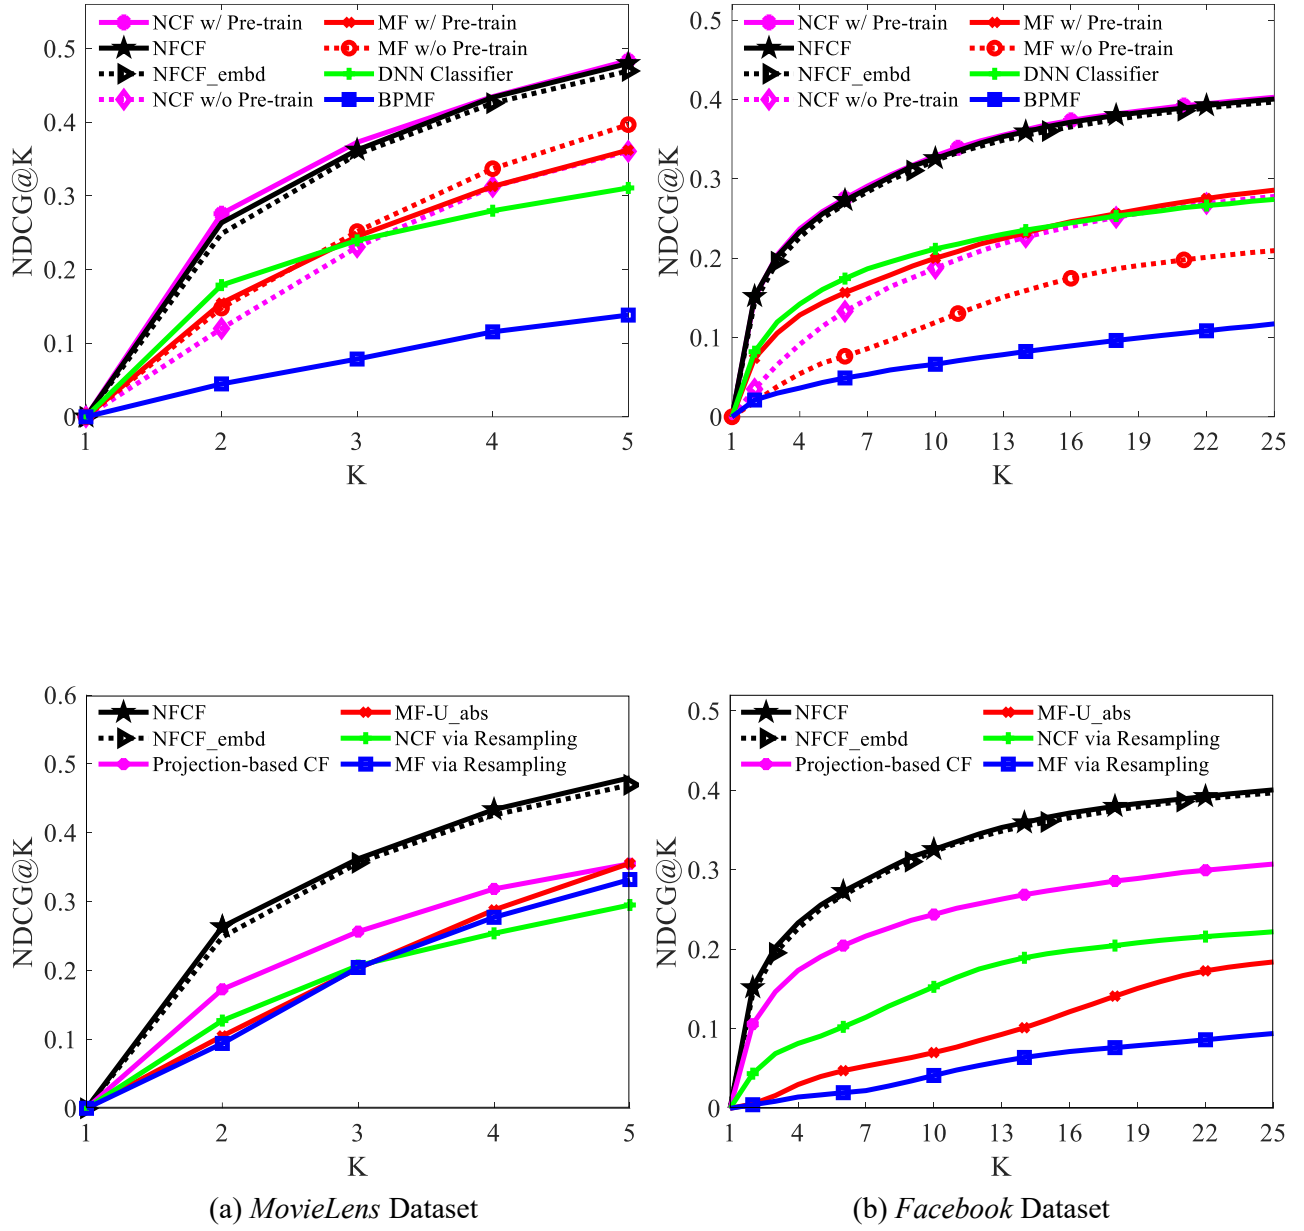 NCF w/ Pre-train
NFCF
NFCF_embd
NCF w/o Pre-train
MF w/ Pre-train
MF w/o Pre-train
DNN Classifier
BPMF
0.5
0.4
0.3
0.2
0.1
0
NDCG@K
1 2 3 4 5
K
NCF w/ Pre-train
NFCF
NFCF_embd
NCF w/o Pre-train
MF w/ Pre-train
MF w/o Pre-train
DNN Classifier
BPMF
0.5
0.4
0.3
0.2
0.1
0
NDCG@K
1 4 7 10 13 16 19 22 25
K
NFCF
NFCF_embd
Projection-based CF
MF-U_abs
NCF via Resampling
MF via Resampling
0.6
0.5
0.4
0.3
0.2
0.1
0
NDCG@K
1 2 3 4 5
K
(a) MovieLens Dataset
NFCF
NFCF_embd
Projection-based CF
MF-U_abs
NCF via Resampling
MF via Resampling
0.5
0.4
0.3
0.2
0.1
0
NDCG@K
1 4 7 10 13 16 19 22 25
K
(b) Facebook Dataset